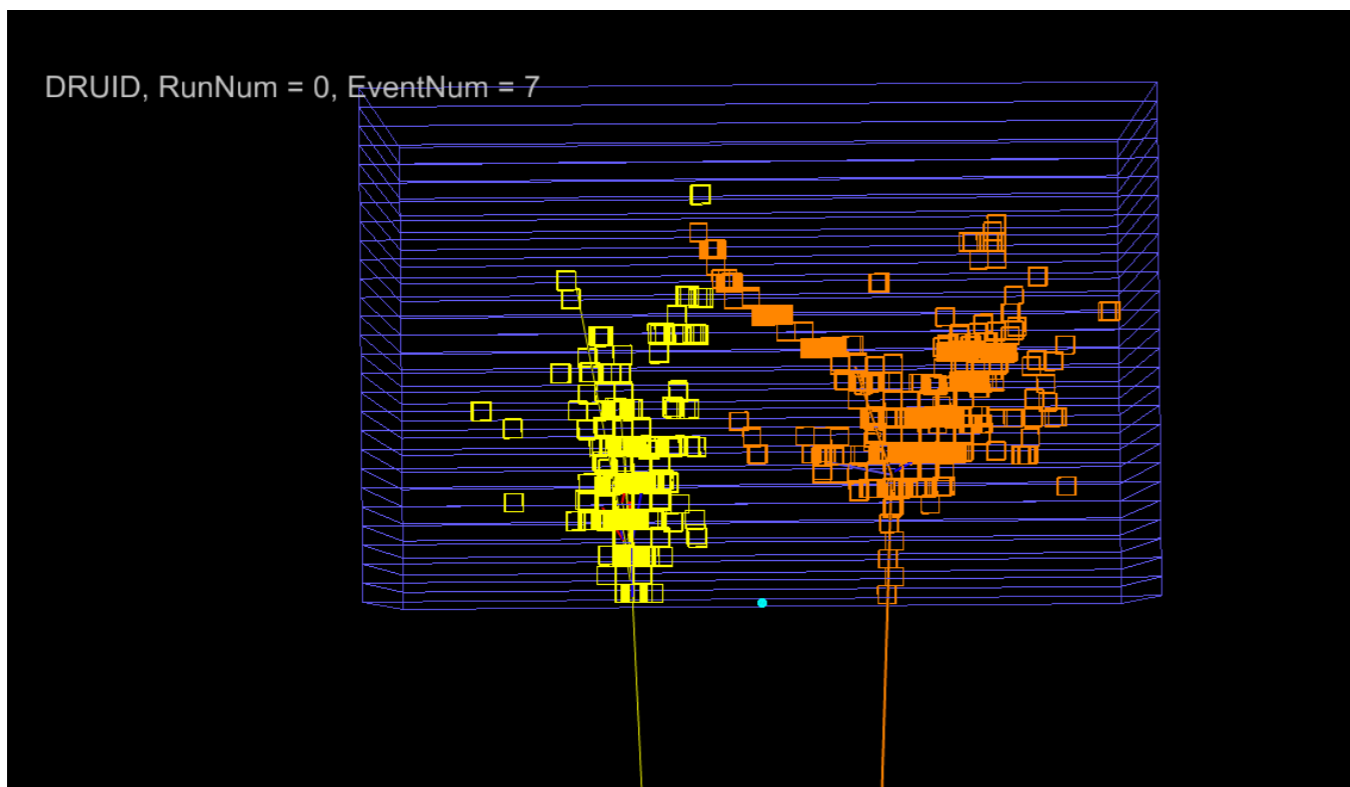 DRUID, RunNum = 0, EventNum = 7